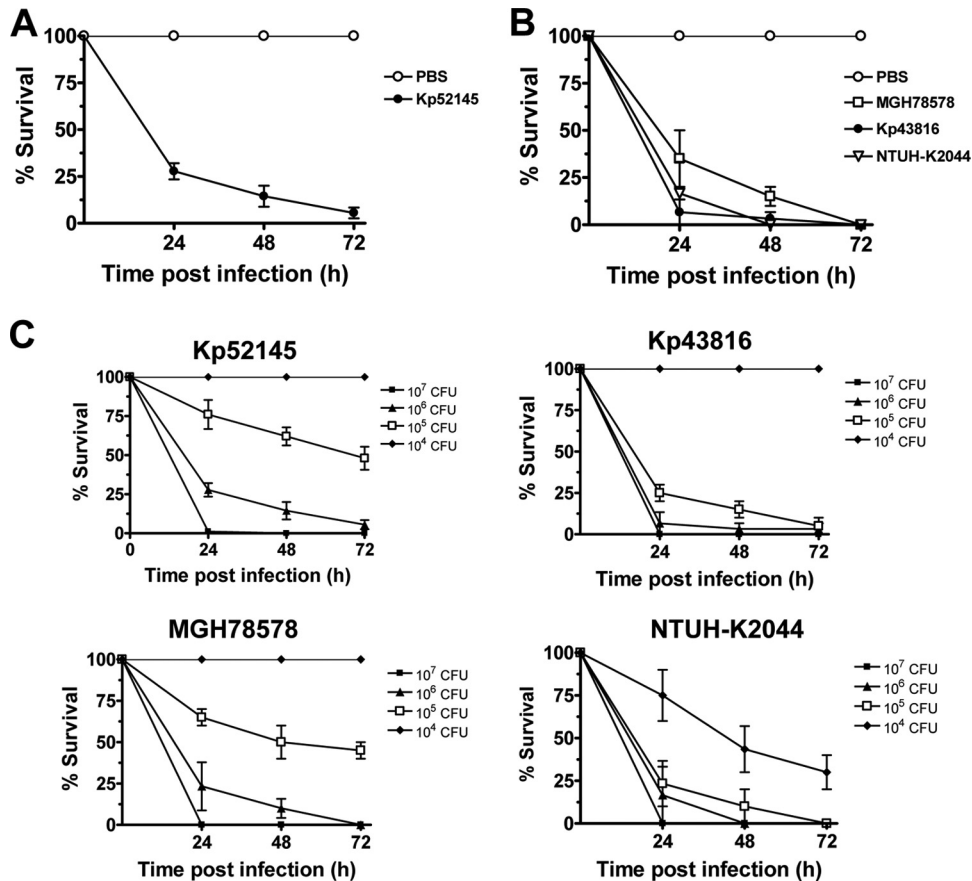 A
100
75
50
25
0
% Survival
24
48
72
Time post infection (h)
PBS
Kp52145
B
100
75
50
25
0
% Survival
24
48
72
Time post infection (h)
PBS
MGH78578
Kp43816
NTUH-K2044
C
Kp52145
100
75
50
25
0
% Survival
0
24
48
72
Time post infection (h)
10⁷ CFU
10⁶ CFU
10⁵ CFU
10⁴ CFU
Kp43816
100
75
50
25
0
% Survival
24
48
72
Time post infection (h)
10⁷ CFU
10⁶ CFU
10⁵ CFU
10⁴ CFU
MGH78578
100
75
50
25
0
% Survival
24
48
72
Time post infection (h)
10⁷ CFU
10⁶ CFU
10⁵ CFU
10⁴ CFU
NTUH-K2044
100
75
50
25
0
% Survival
24
48
72
Time post infection (h)
10⁷ CFU
10⁶ CFU
10⁵ CFU
10⁴ CFU